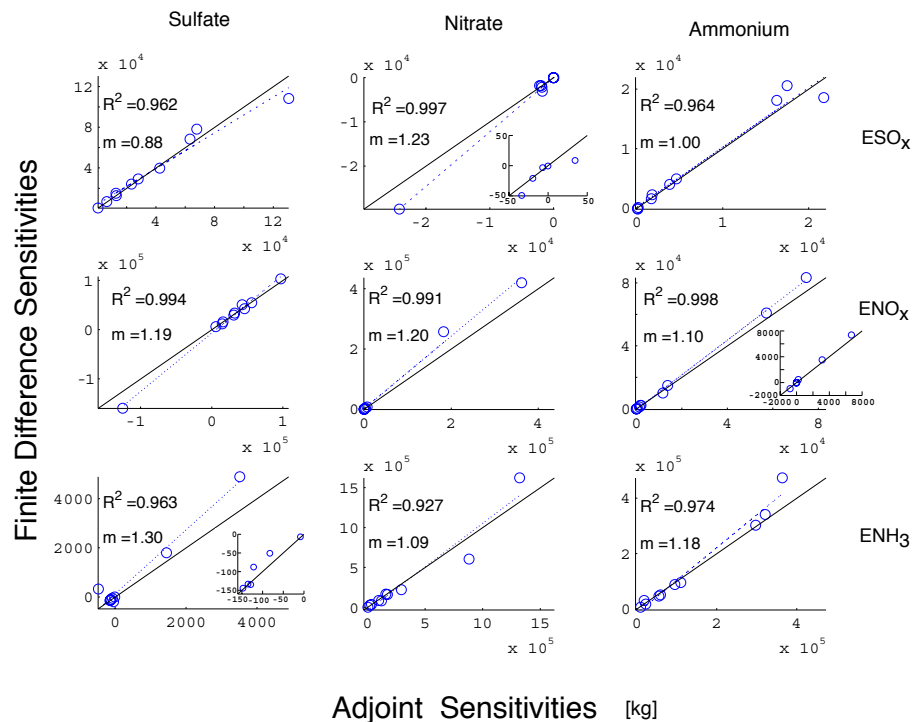 Sulfate
Nitrate
Ammonium
Finite Difference Sensitivities
x 10^4
12
8
4
0
R^2 =0.962
m =0.88
0
4
8
12
x 10^4
x 10^4
0
-1
-2
R^2 =0.997
m =1.23
50
0
-50
-50
0
50
-2
-1
0
x 10^4
x 10^4
2
1
0
R^2 =0.964
m =1.00
0
1
2
x 10^4
ESO_x
x 10^5
1
0
-1
R^2 =0.994
m =1.19
-1
0
1
x 10^5
x 10^5
4
2
0
R^2 =0.991
m =1.20
0
2
4
x 10^5
x 10^4
8
4
0
R^2 =0.998
m =1.10
8000
4000
0
-2000
-2000
0
4000
8000
0
4
8
x 10^4
ENO_x
4000
2000
0
R^2 =0.963
m =1.30
0
-50
-100
-150
-150
-100
-50
0
0
2000
4000
x 10^5
15
10
5
0
R^2 =0.927
m =1.09
0
5
10
15
x 10^5
x 10^5
4
2
0
R^2 =0.974
m =1.18
0
2
4
x 10^5
ENH_3
Adjoint Sensitivities [kg]